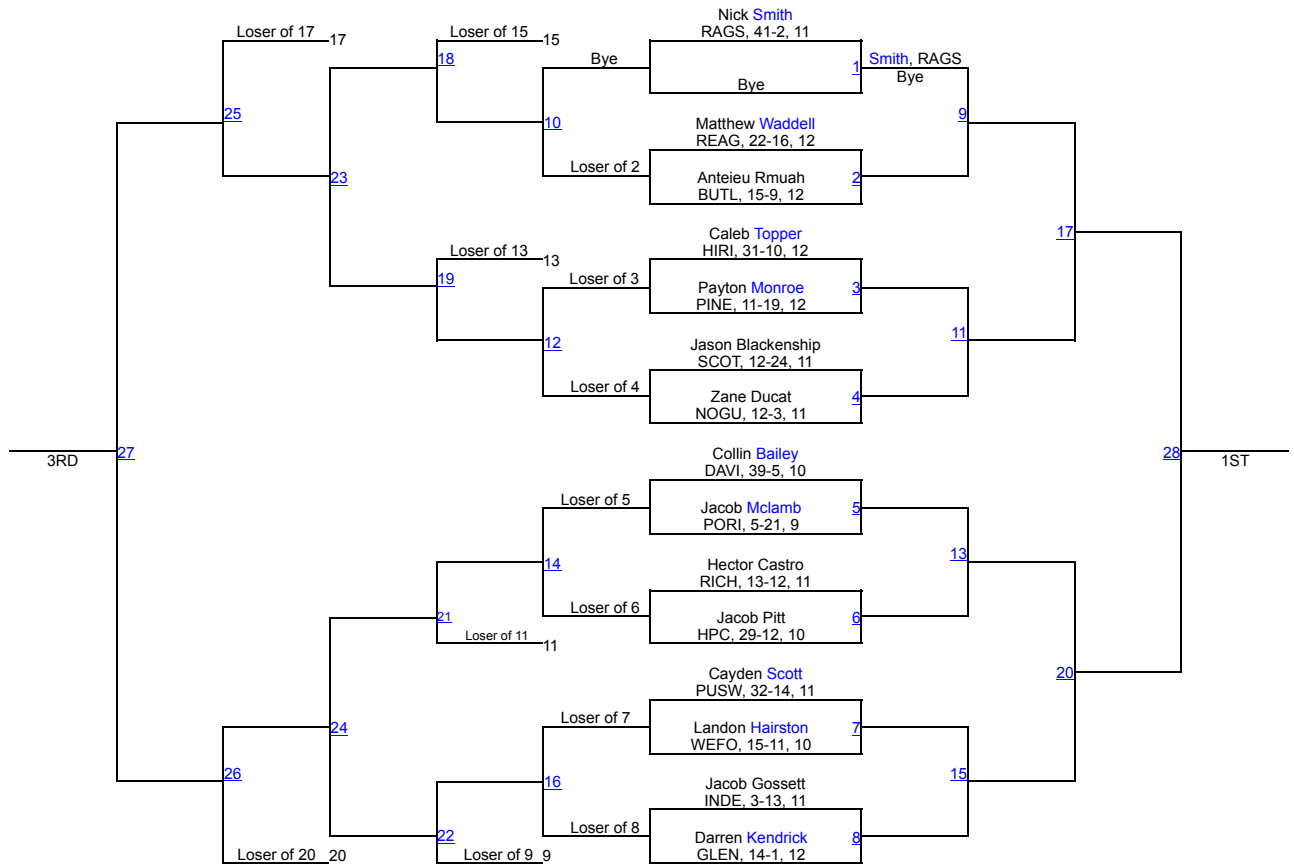 Nick Smith
RAGS, 41-2, 11
Loser of 17 17
Loser of 15 15
18
Bye
1
Smith, RAGS
Bye
Bye
25
10
9
Matthew Waddell
REAG, 22-16, 12
Loser of 2
23
Anteieu Rmuah
2
BUTL, 15-9, 12
Caleb Topper
HIRI, 31-10, 12
17
Loser of 13 13
19
Loser of 3
Payton Monroe
3
PINE, 11-19, 12
12
11
Jason Blackenship
SCOT, 12-24, 11
Loser of 4
Zane Ducat
4
NOGU, 12-3, 11
3RD
27
Collin Bailey
28
1ST
DAVI, 39-5, 10
Loser of 5
Jacob Mclamb
5
PORI, 5-21, 9
14
13
Hector Castro
RICH, 13-12, 11
21
Loser of 6
Jacob Pitt
6
Loser of 11 11
HPC, 29-12, 10
Cayden Scott
20
PUSW, 32-14, 11
24
Loser of 7
Landon Hairston
7
WEFO, 15-11, 10
26
16
15
Jacob Gossett
INDE, 3-13, 11
22
Loser of 8
Darren Kendrick
8
Loser of 20 20
Loser of 9 9
GLEN, 14-1, 12